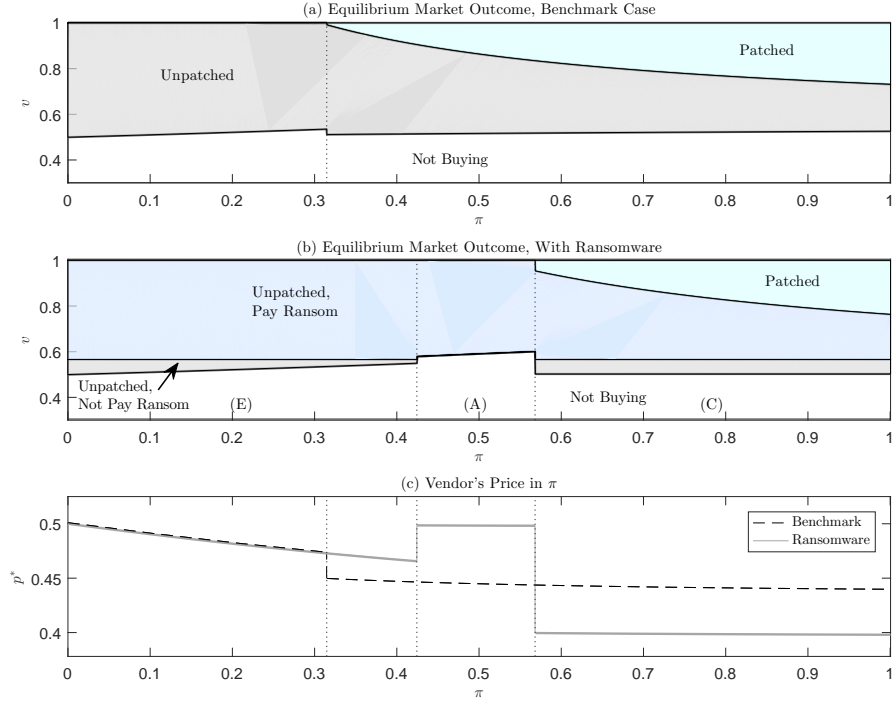 (a) Equilibrium Market Outcome, Benchmark Case
1
0.8
0.6
0.4
v
Unpatched
Patched
Not Buying
0 0.1 0.2 0.3 0.4 0.5 0.6 0.7 0.8 0.9 1
π
(b) Equilibrium Market Outcome, With Ransomware
1
0.8
0.6
0.4
v
Unpatched,
Pay Ransom
Patched
Unpatched,
Not Pay Ransom
(E)
(A)
Not Buying
(C)
0 0.1 0.2 0.3 0.4 0.5 0.6 0.7 0.8 0.9 1
π
(c) Vendor's Price in π
0.5
0.45
0.4
p*
Benchmark
Ransomware
0 0.1 0.2 0.3 0.4 0.5 0.6 0.7 0.8 0.9 1
π